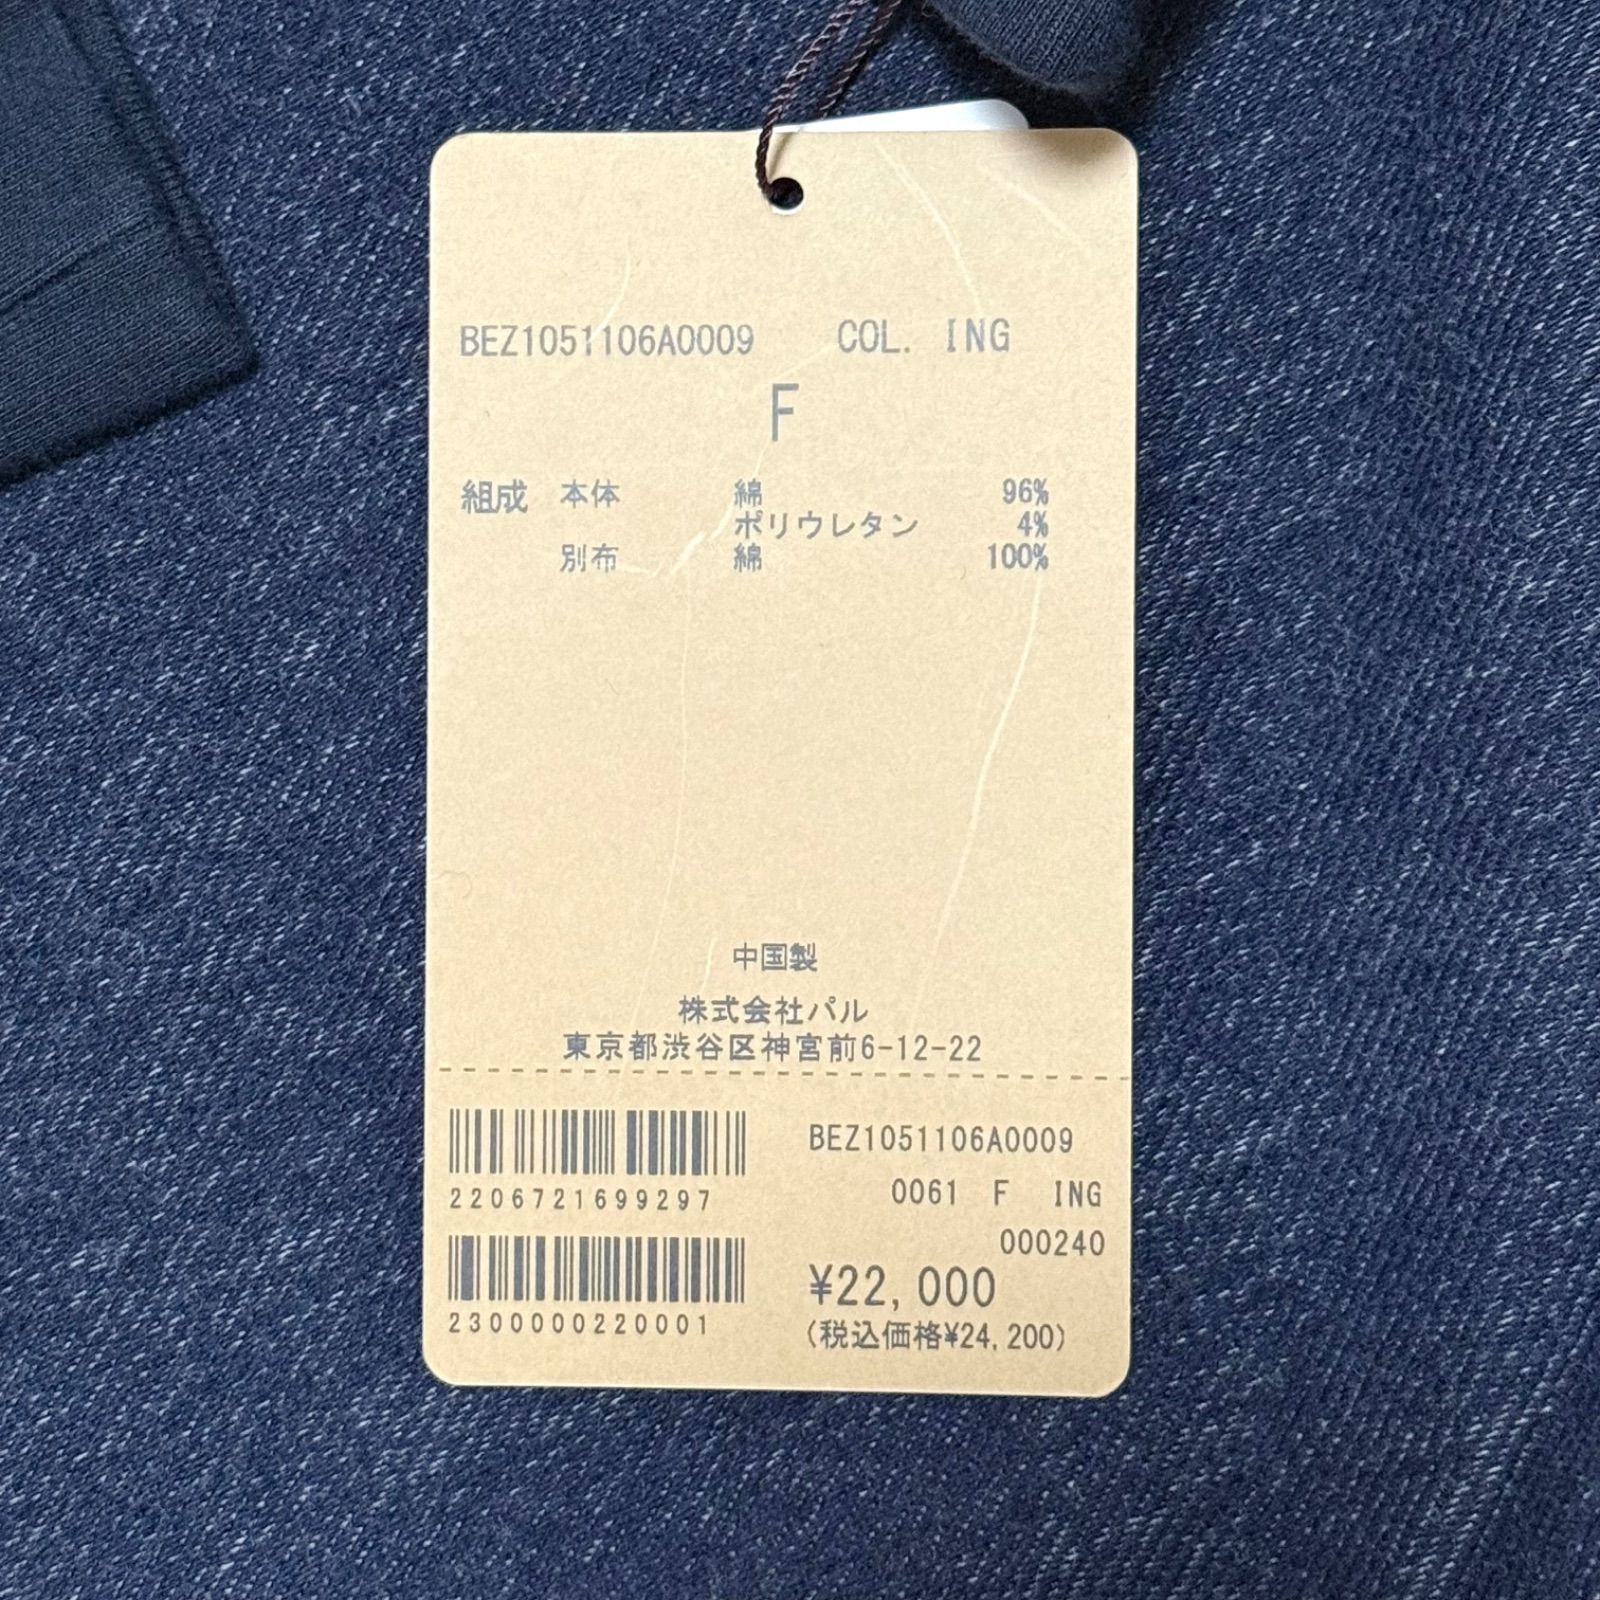 BEZ1051106A0009 COL. ING
F
組成 本体 綿 96%
ポリウレタン 4%
別布 綿 100%
中国製
株式会社パル
東京都渋谷区神宮前6-12-22
2206721699297
2300000220001
BEZ1051106A0009
0061 F ING
000240
¥22,000
(税込価格¥24,200)